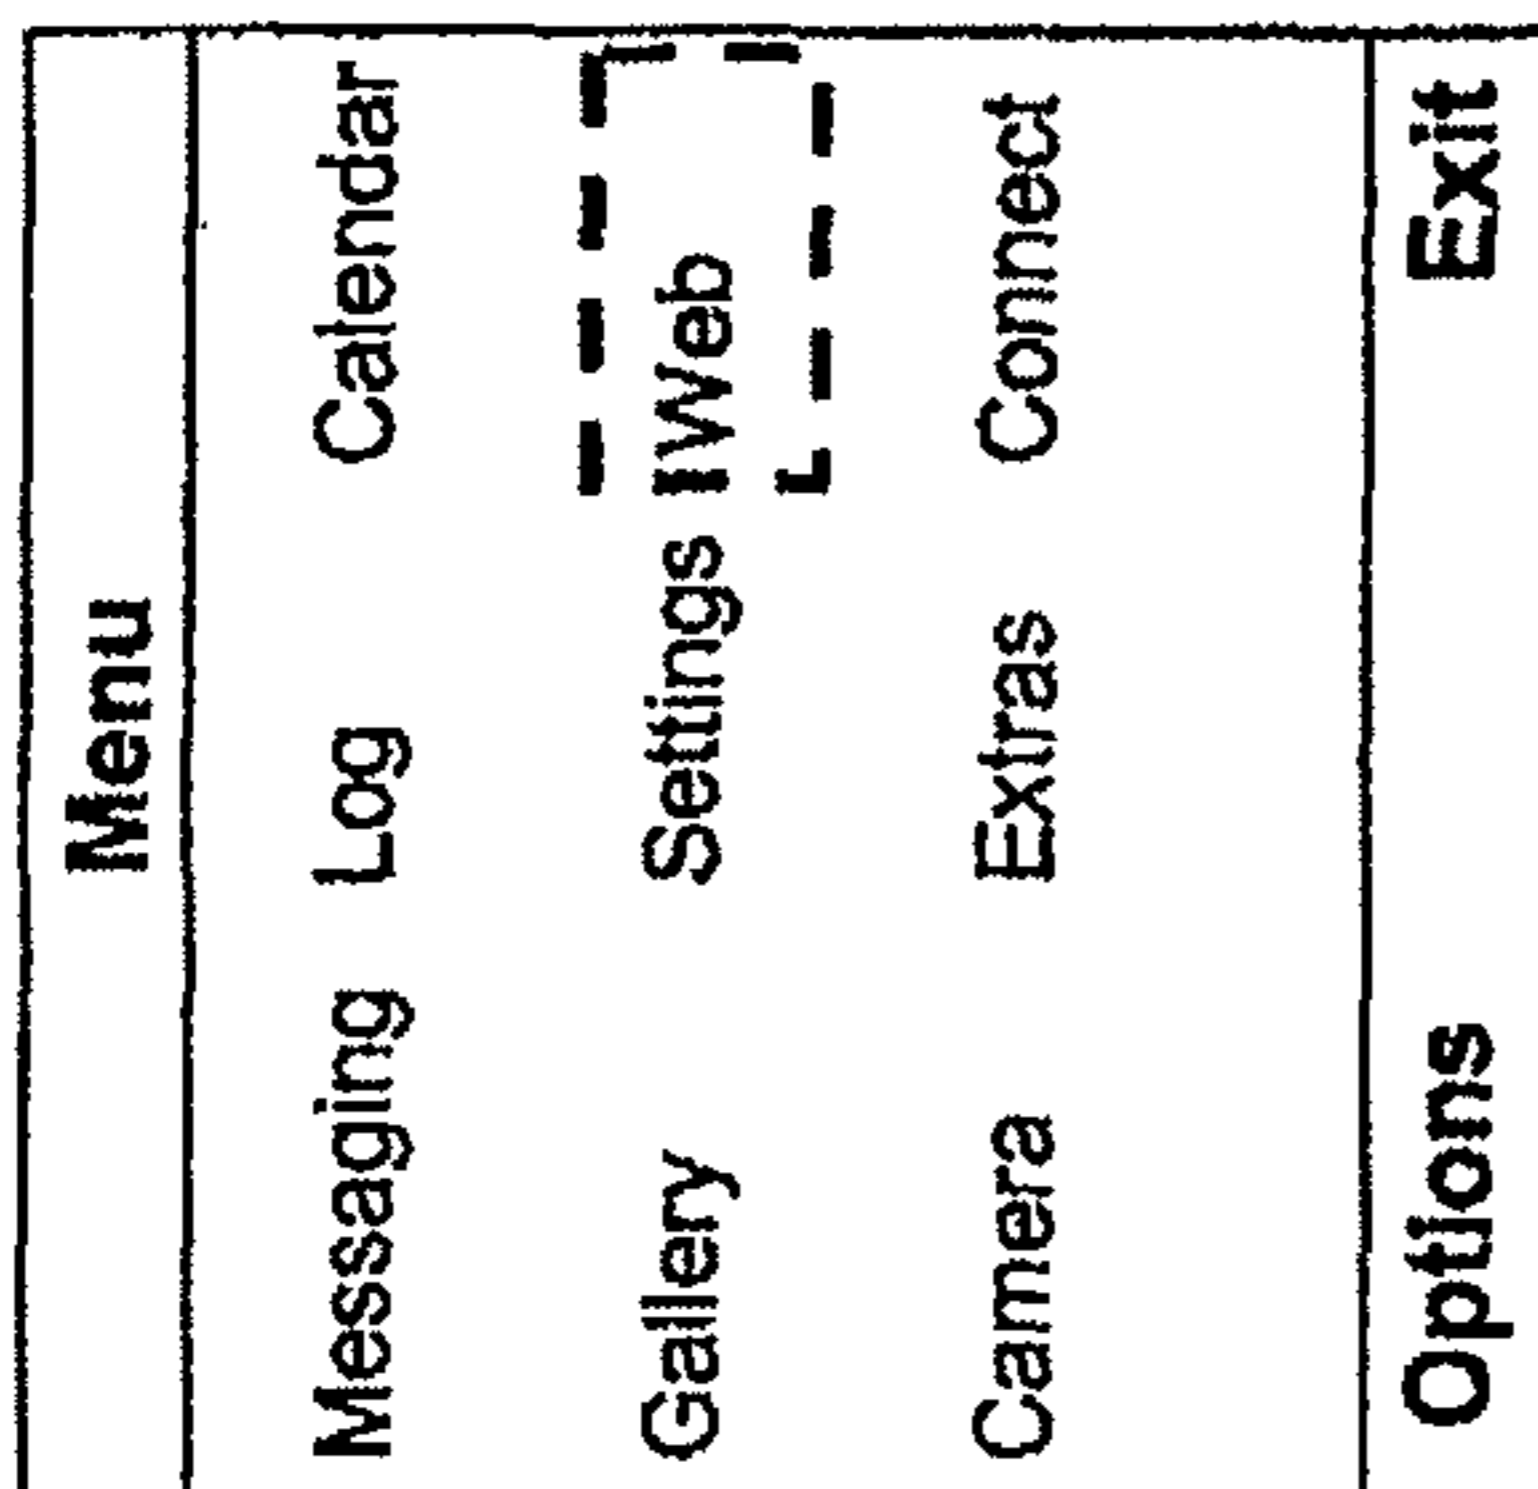 Menu
Messaging Log Calendar
Gallery Settings Web
Camera Extras Connect
Options Exit